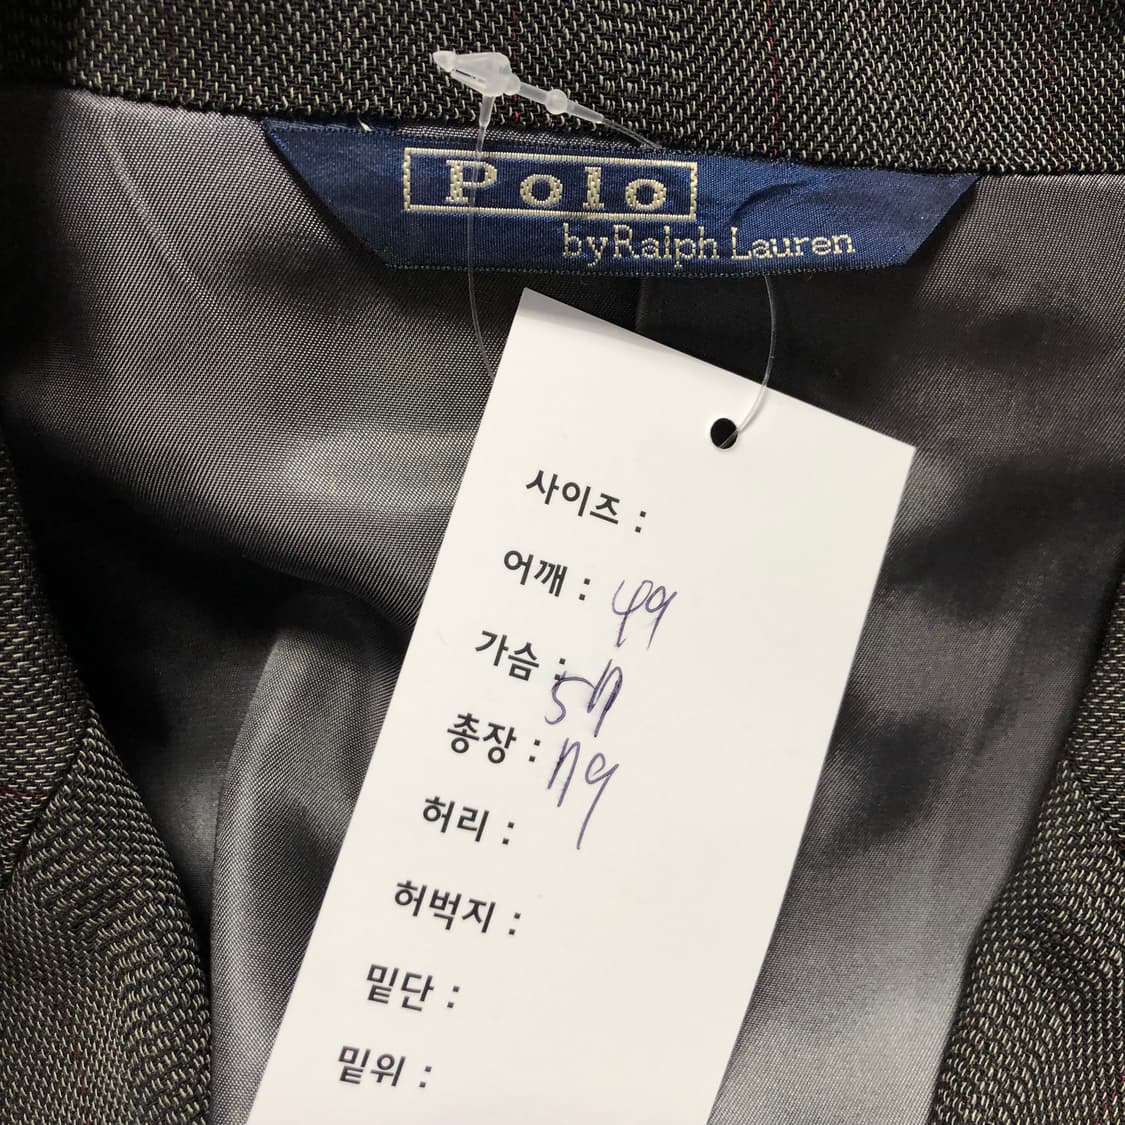 Polo
by Ralph Lauren
사이즈 :
어깨 : 49
가슴 : 57
총장 : 79
허리 :
허벅지 :
밑단 :
밑위 :